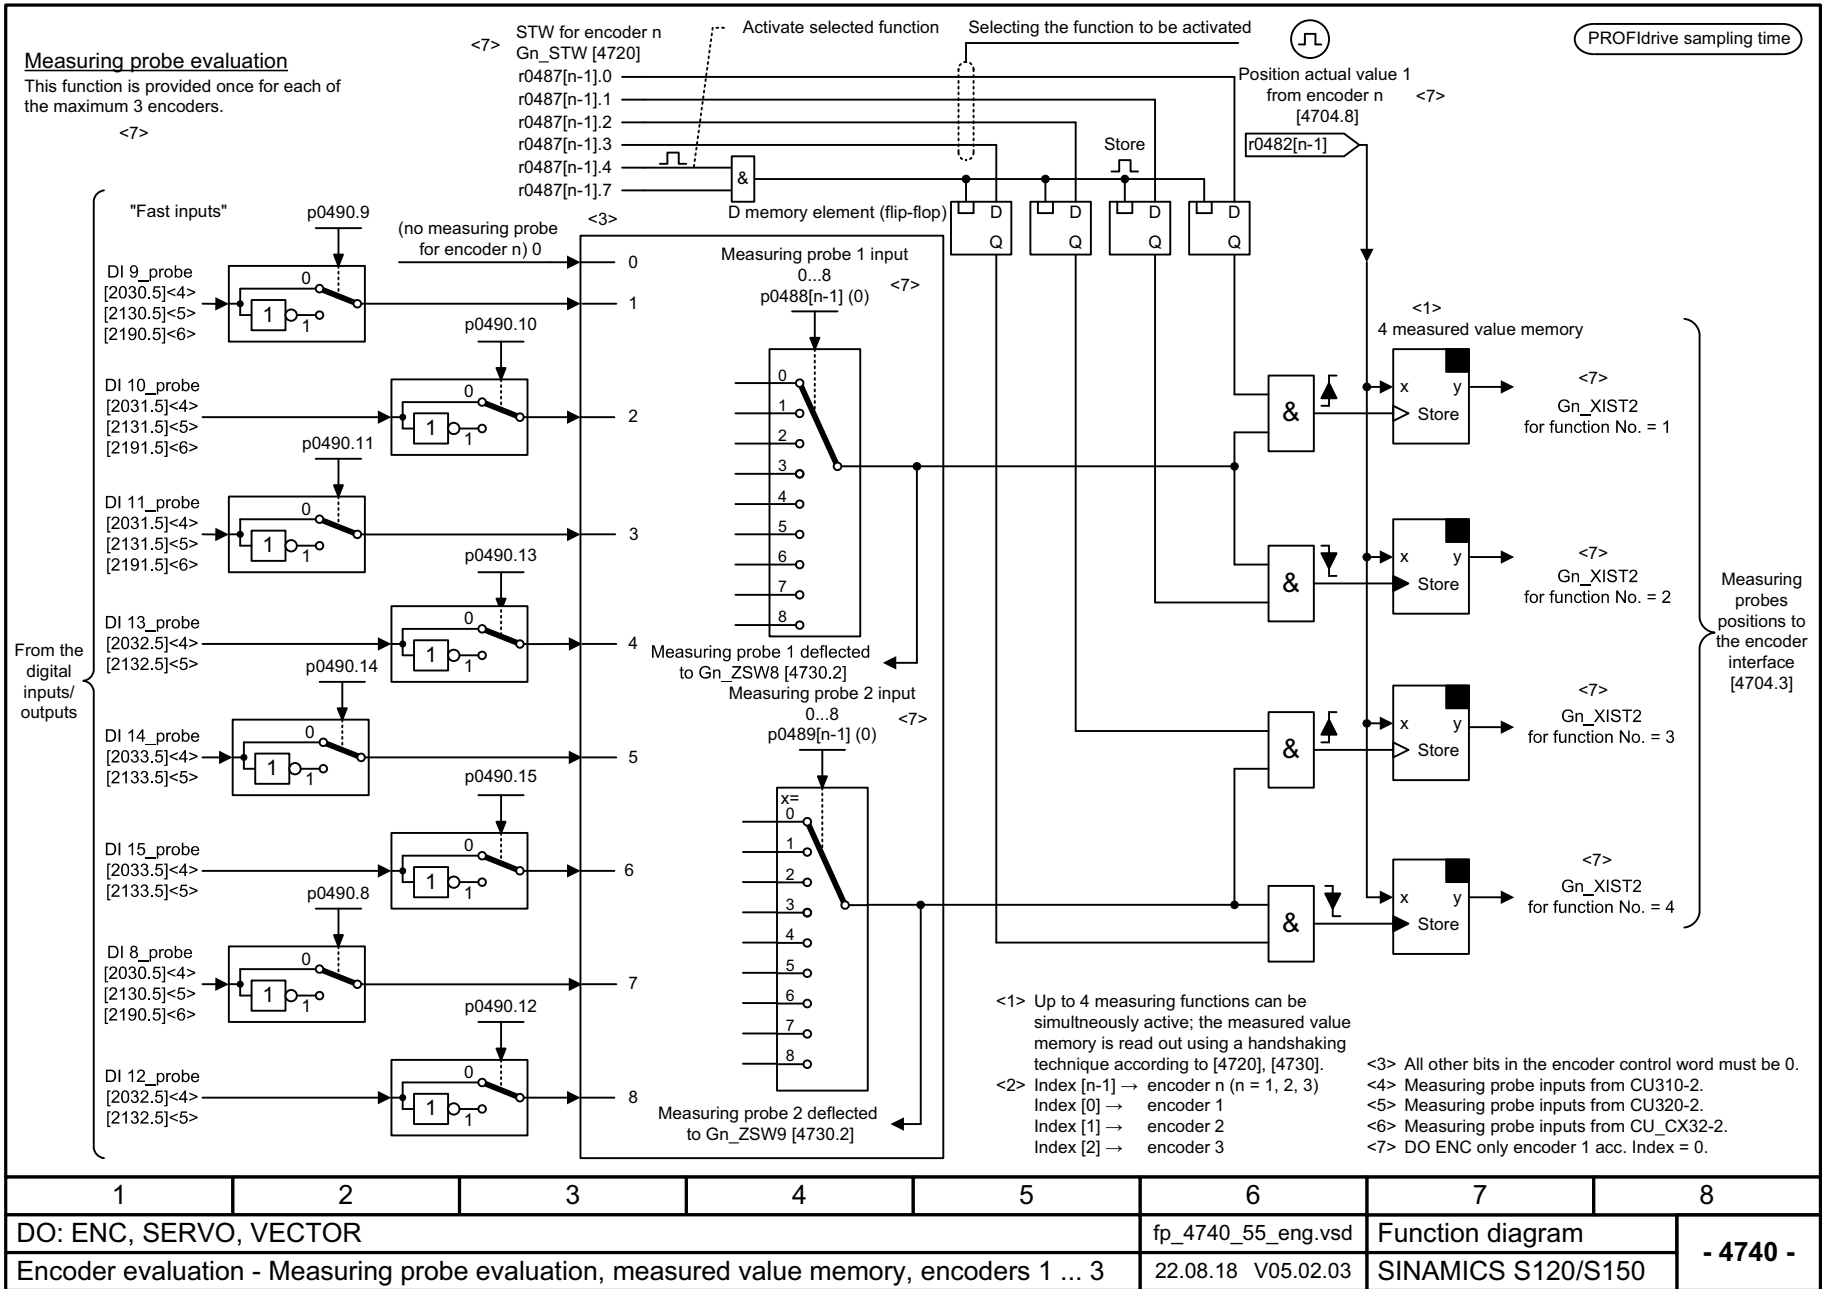 Measuring probe evaluation
This function is provided once for each of
the maximum 3 encoders.
<7>
<7>
STW for encoder n
Gn_STW [4720]
r0487[n-1].0
r0487[n-1].1
r0487[n-1].2
r0487[n-1].3
r0487[n-1].4
r0487[n-1].7
Activate selected function
Selecting the function to be activated
PROFIdrive sampling time
Position actual value 1
from encoder n
<7>
[4704.8]
r0482[n-1]
&
Store
D memory element (flip-flop)
D
Q
D
Q
D
Q
D
Q
"Fast inputs"
From the
digital
inputs/
outputs
(no measuring probe
for encoder n) 0
<3>
0
p0490.9
DI 9_probe
[2030.5]<4>
[2130.5]<5>
[2190.5]<6>
0
1
1
1
p0490.10
DI 10_probe
[2031.5]<4>
[2131.5]<5>
[2191.5]<6>
0
1
1
2
p0490.11
DI 11_probe
[2031.5]<4>
[2131.5]<5>
[2191.5]<6>
0
1
1
3
p0490.13
DI 13_probe
[2032.5]<4>
[2132.5]<5>
0
1
1
4
p0490.14
DI 14_probe
[2033.5]<4>
[2133.5]<5>
0
1
1
5
p0490.15
DI 15_probe
[2033.5]<4>
[2133.5]<5>
0
1
1
6
p0490.8
DI 8_probe
[2030.5]<4>
[2130.5]<5>
[2190.5]<6>
0
1
1
7
p0490.12
DI 12_probe
[2032.5]<4>
[2132.5]<5>
0
1
1
8
Measuring probe 1 input
0...8
p0488[n-1] (0)
<7>
0
1
2
3
4
5
6
7
8
Measuring probe 1 deflected
to Gn_ZSW8 [4730.2]
Measuring probe 2 input
0...8
p0489[n-1] (0)
<7>
x=
0
1
2
3
4
5
6
7
8
Measuring probe 2 deflected
to Gn_ZSW9 [4730.2]
<1>
4 measured value memory
&
x
y
Store
<7>
Gn_XIST2
for function No. = 1
&
x
y
Store
<7>
Gn_XIST2
for function No. = 2
&
x
y
Store
<7>
Gn_XIST2
for function No. = 3
&
x
y
Store
<7>
Gn_XIST2
for function No. = 4
Measuring
probes
positions to
the encoder
interface
[4704.3]
<1> Up to 4 measuring functions can be
simultneously active; the measured value
memory is read out using a handshaking
technique according to [4720], [4730].
<2> Index [n-1] → encoder n (n = 1, 2, 3)
Index [0] → encoder 1
Index [1] → encoder 2
Index [2] → encoder 3
<3> All other bits in the encoder control word must be 0.
<4> Measuring probe inputs from CU310-2.
<5> Measuring probe inputs from CU320-2.
<6> Measuring probe inputs from CU_CX32-2.
<7> DO ENC only encoder 1 acc. Index = 0.
1 2 3 4 5 6 7 8
DO: ENC, SERVO, VECTOR
fp_4740_55_eng.vsd
Function diagram
- 4740 -
Encoder evaluation - Measuring probe evaluation, measured value memory, encoders 1 ... 3
22.08.18 V05.02.03
SINAMICS S120/S150